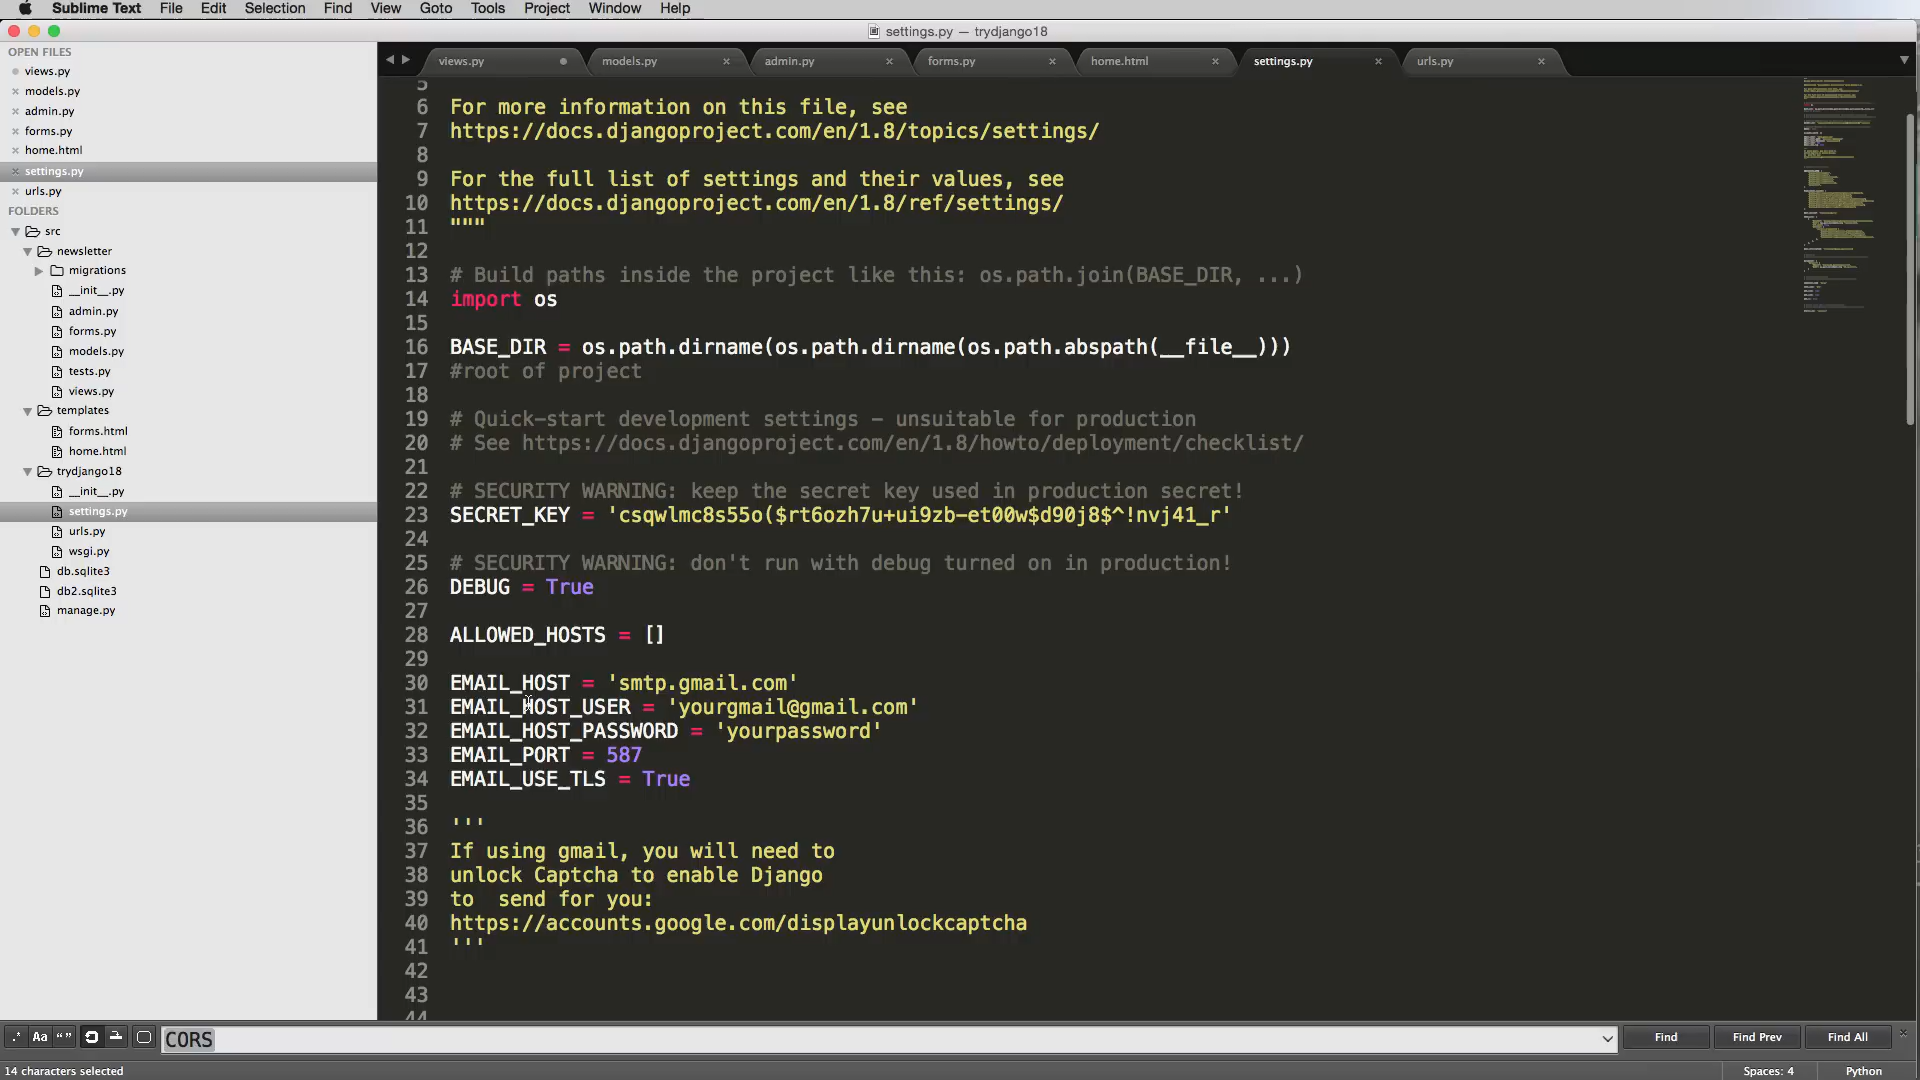 Sublime Text File Edit Selection Find View Goto Tools Project Window Help
settings.py — trydjango18
OPEN FILES
views.py
models.py
admin.py
forms.py
home.html
settings.py
urls.py
FOLDERS
src
newsletter
migrations
__init__.py
admin.py
forms.py
models.py
tests.py
views.py
templates
forms.html
home.html
trydjango18
__init__.py
settings.py
urls.py
wsgi.py
db.sqlite3
db2.sqlite3
manage.py
views.py models.py admin.py forms.py home.html settings.py urls.py
5
6 For more information on this file, see
7 https://docs.djangoproject.com/en/1.8/topics/settings/
8
9 For the full list of settings and their values, see
10 https://docs.djangoproject.com/en/1.8/ref/settings/
11 """
12
13 # Build paths inside the project like this: os.path.join(BASE_DIR, ...)
14 import os
15
16 BASE_DIR = os.path.dirname(os.path.dirname(os.path.abspath(__file__)))
17 #root of project
18
19 # Quick-start development settings - unsuitable for production
20 # See https://docs.djangoproject.com/en/1.8/howto/deployment/checklist/
21
22 # SECURITY WARNING: keep the secret key used in production secret!
23 SECRET_KEY = 'csqwlmc8s55o($rt6ozh7u+ui9zb-et00w$d90j8$^!nvj41_r'
24
25 # SECURITY WARNING: don't run with debug turned on in production!
26 DEBUG = True
27
28 ALLOWED_HOSTS = []
29
30 EMAIL_HOST = 'smtp.gmail.com'
31 EMAIL_HOST_USER = 'yourgmail@gmail.com'
32 EMAIL_HOST_PASSWORD = 'yourpassword'
33 EMAIL_PORT = 587
34 EMAIL_USE_TLS = True
35
36 '''
37 If using gmail, you will need to
38 unlock Captcha to enable Django
39 to  send for you:
40 https://accounts.google.com/displayunlockcaptcha
41 '''
42
43
44
.* Aa “ ” CORS Find Find Prev Find All
14 characters selected Spaces: 4 Python